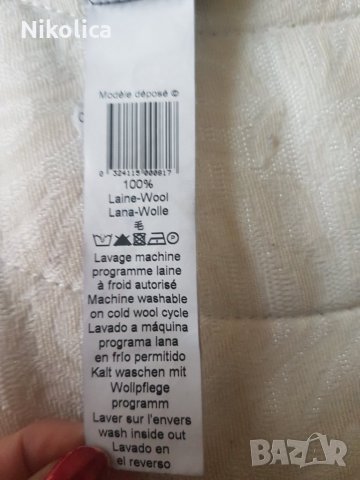 Nikolica
Modèle déposé ©
0 324115 000817
100%
Laine-Wool
Lana-Wolle
毛
P
Lavage machine
programme laine
à froid autorisé
Machine washable
on cold wool cycle
Lavado a máquina
programa lana
en frío permitido
Kalt waschen mit
Wollpflege
programm
Laver sur l'envers
wash inside out
Lavado en
el reverso
BAZAR